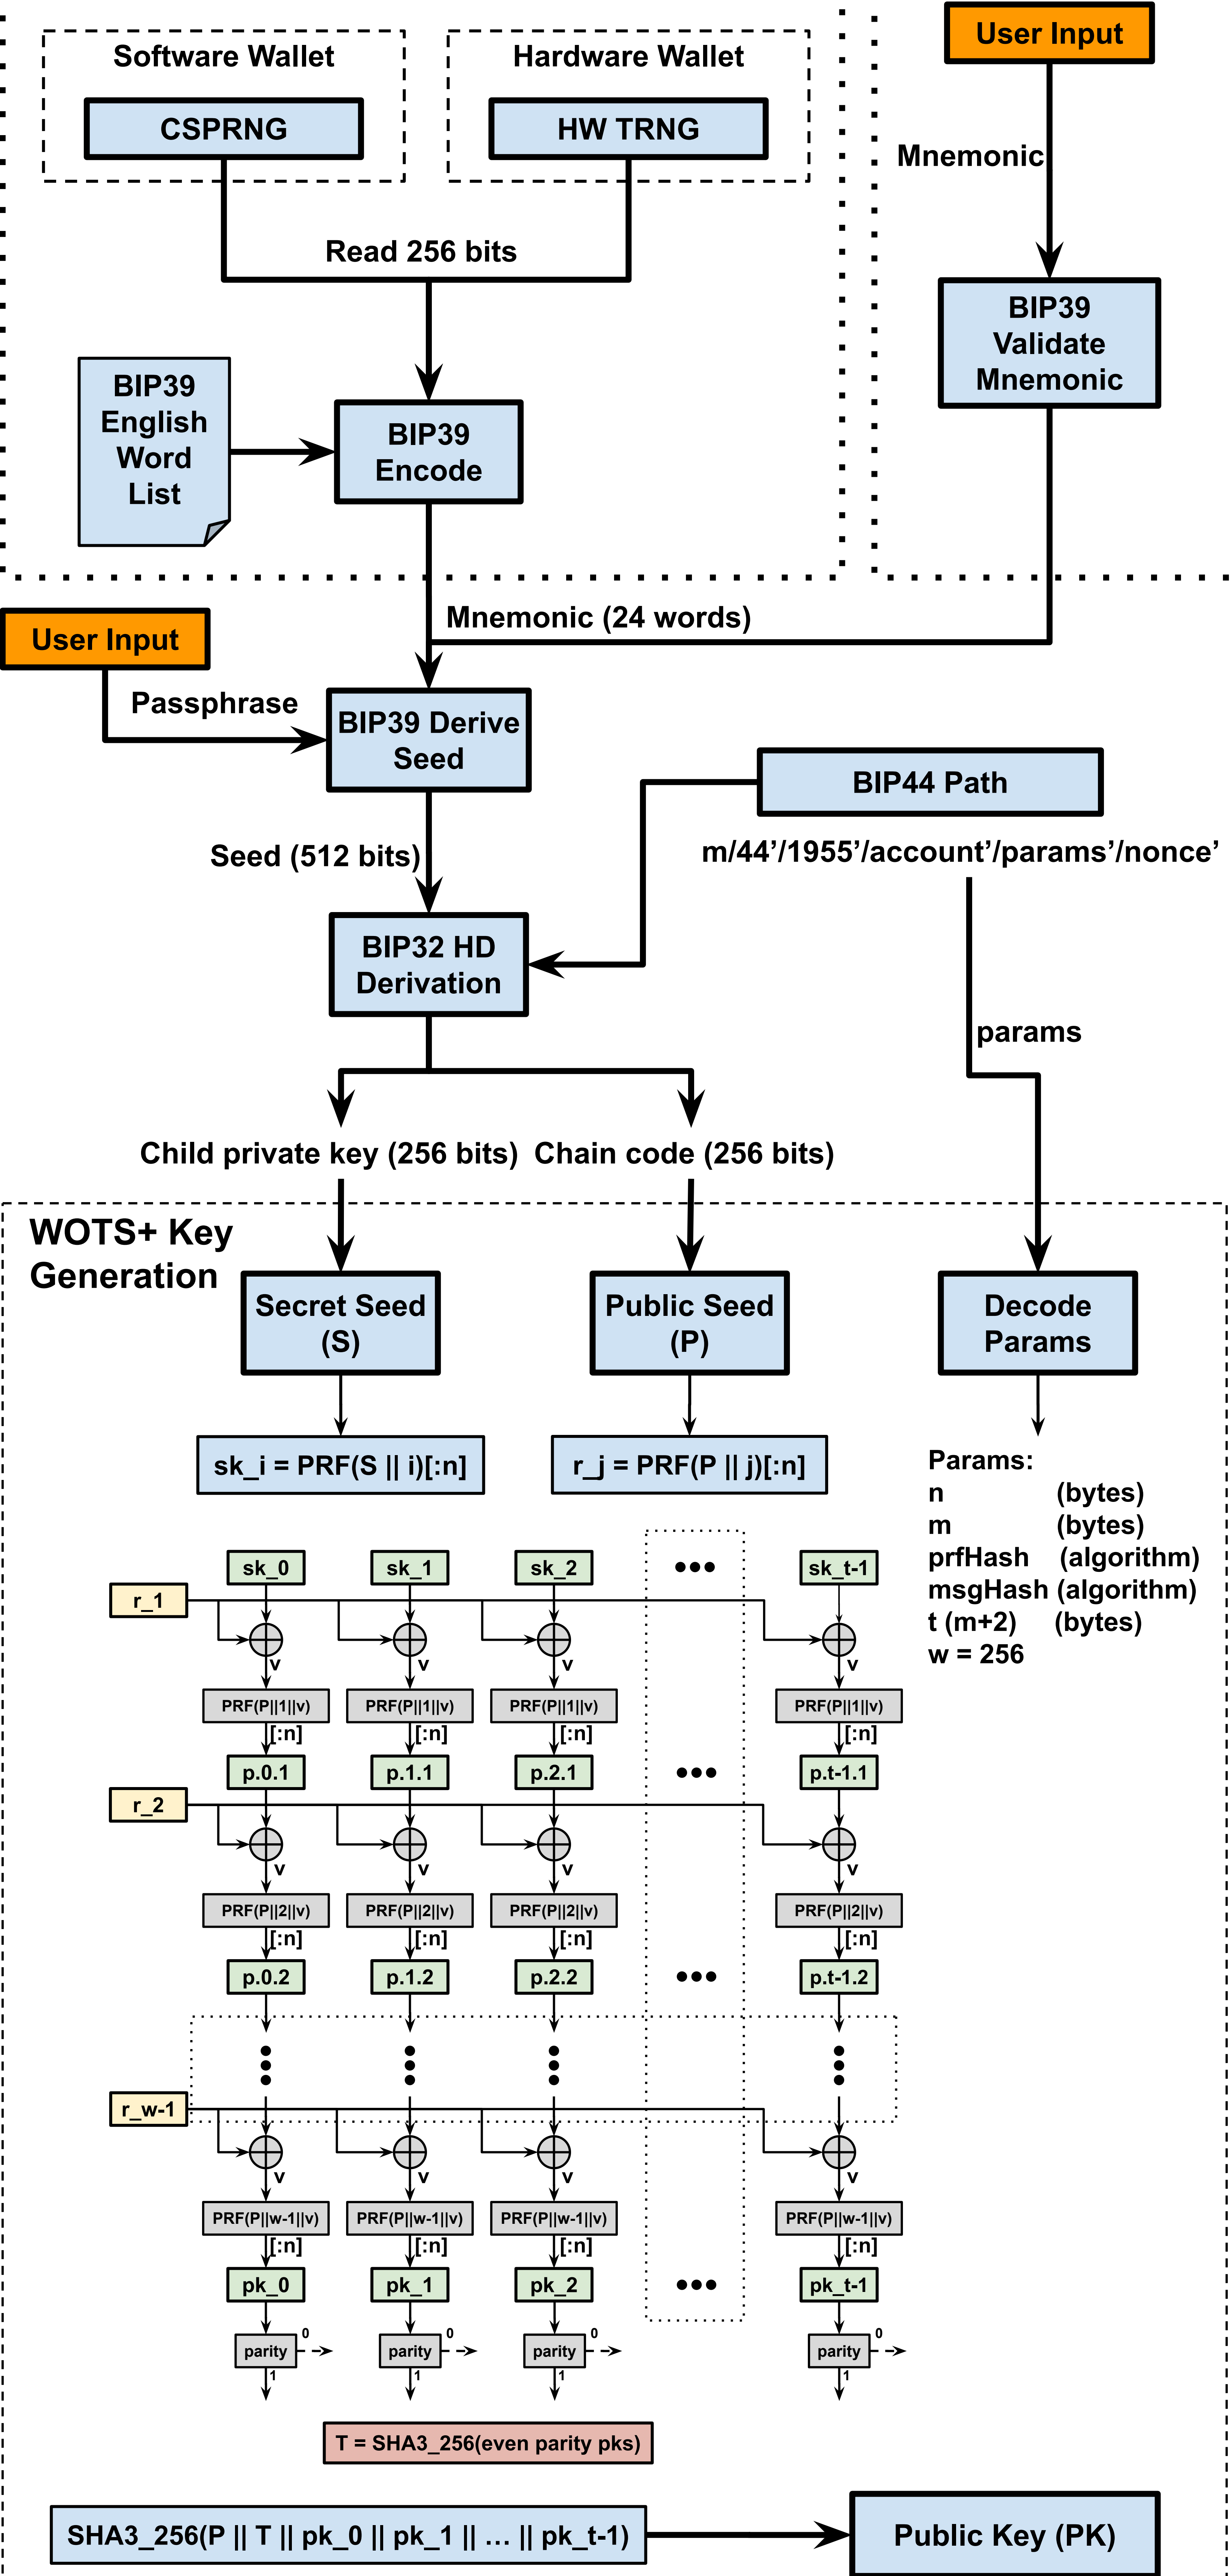 User Input
Software Wallet
Hardware Wallet
CSPRNG
HW TRNG
Mnemonic
Read 256 bits
BIP39
Validate
Mnemonic
BIP39
English
Word
List
BIP39
Encode
Mnemonic (24 words)
User Input
Passphrase
BIP39 Derive
Seed
BIP44 Path
Seed (512 bits)
m/44’/1955’/account’/params’/nonce’
BIP32 HD
Derivation
params
Child private key (256 bits)
Chain code (256 bits)
WOTS+ Key
Generation
Secret Seed
(S)
Public Seed
(P)
Decode
Params
sk_i = PRF(S || i)[:n]
r_j = PRF(P || j)[:n]
Params:
n (bytes)
m (bytes)
prfHash (algorithm)
msgHash (algorithm)
t (m+2) (bytes)
w = 256
sk_0 sk_1 sk_2 ••• sk_t-1
r_1
v v v v
PRF(P||1||v) PRF(P||1||v) PRF(P||1||v) PRF(P||1||v)
[:n] [:n] [:n] [:n]
p.0.1 p.1.1 p.2.1 ••• p.t-1.1
r_2
v v v v
PRF(P||2||v) PRF(P||2||v) PRF(P||2||v) PRF(P||2||v)
[:n] [:n] [:n] [:n]
p.0.2 p.1.2 p.2.2 ••• p.t-1.2
r_w-1
v v v v
PRF(P||w-1||v) PRF(P||w-1||v) PRF(P||w-1||v) PRF(P||w-1||v)
[:n] [:n] [:n] [:n]
pk_0 pk_1 pk_2 ••• pk_t-1
0 0 0 0
parity parity parity parity
1 1 1 1
T = SHA3_256(even parity pks)
SHA3_256(P || T || pk_0 || pk_1 || … || pk_t-1)
Public Key (PK)